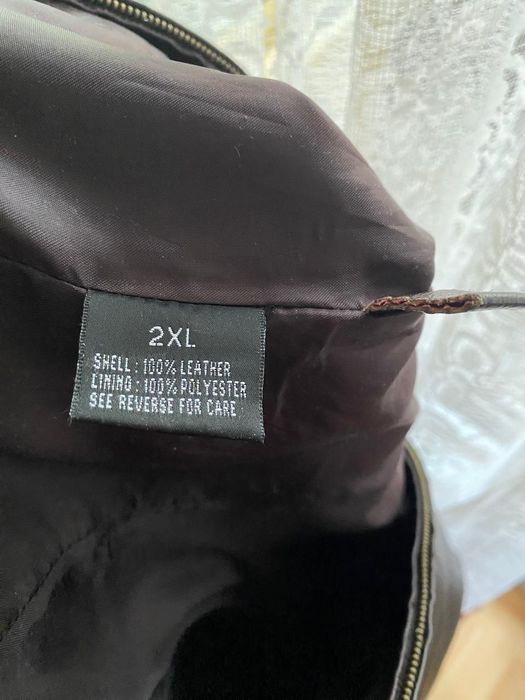 2XL
SHELL : 100% LEATHER
LINING : 100% POLYESTER
SEE REVERSE FOR CARE